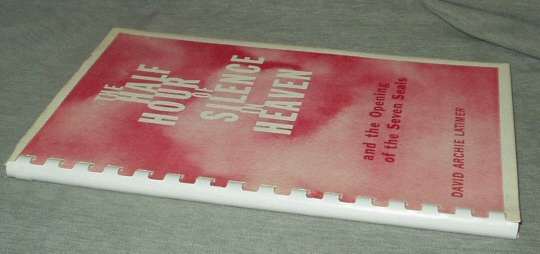 THE
HALF
HOUR
OF
SILENCE
IN
HEAVEN
and the Opening
of the Seven Seals
DAVID ARCHIE LATIMER